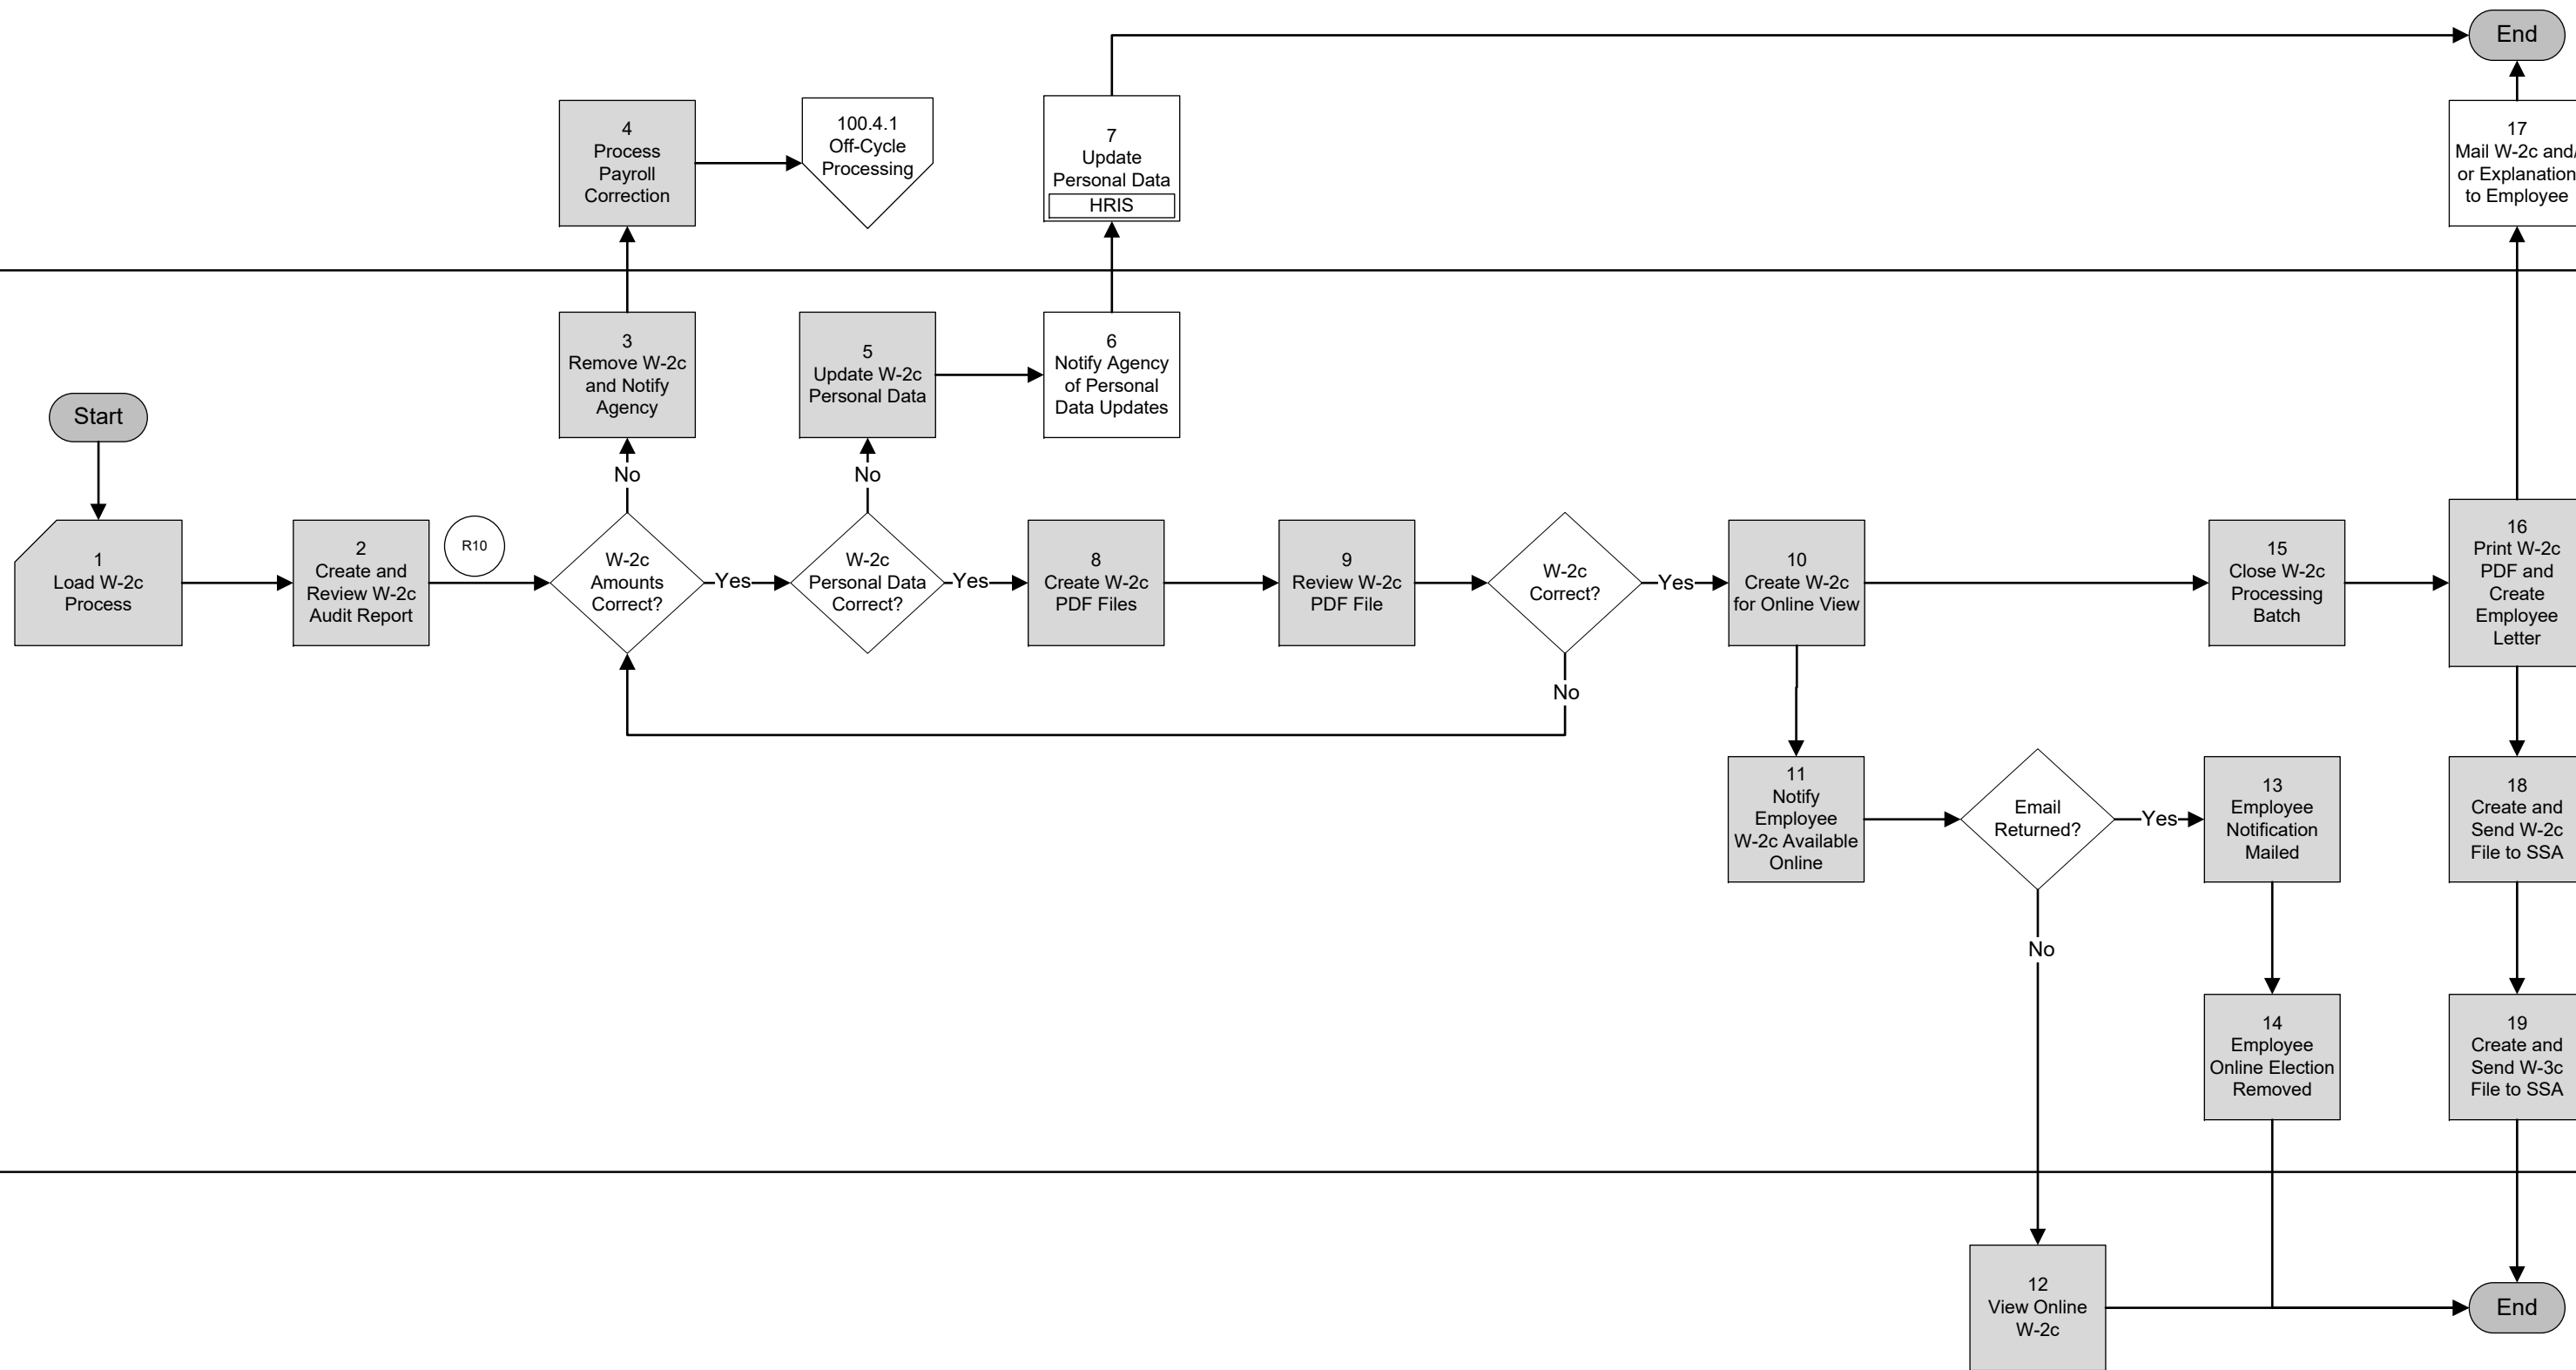 End
4
Process
Payroll
Correction
100.4.1
Off-Cycle
Processing
7
Update
Personal Data
HRIS
17
Mail W-2c and/
or Explanation
to Employee
3
Remove W-2c
and Notify
Agency
5
Update W-2c
Personal Data
6
Notify Agency
of Personal
Data Updates
Start
No
No
1
Load W-2c
Process
2
Create and
Review W-2c
Audit Report
R10
W-2c
Amounts
Correct?
Yes
W-2c
Personal Data
Correct?
Yes
8
Create W-2c
PDF Files
9
Review W-2c
PDF File
W-2c
Correct?
Yes
10
Create W-2c
for Online View
15
Close W-2c
Processing
Batch
16
Print W-2c
PDF and
Create
Employee
Letter
No
11
Notify
Employee
W-2c Available
Online
Email
Returned?
Yes
13
Employee
Notification
Mailed
18
Create and
Send W-2c
File to SSA
No
14
Employee
Online Election
Removed
19
Create and
Send W-3c
File to SSA
12
View Online
W-2c
End